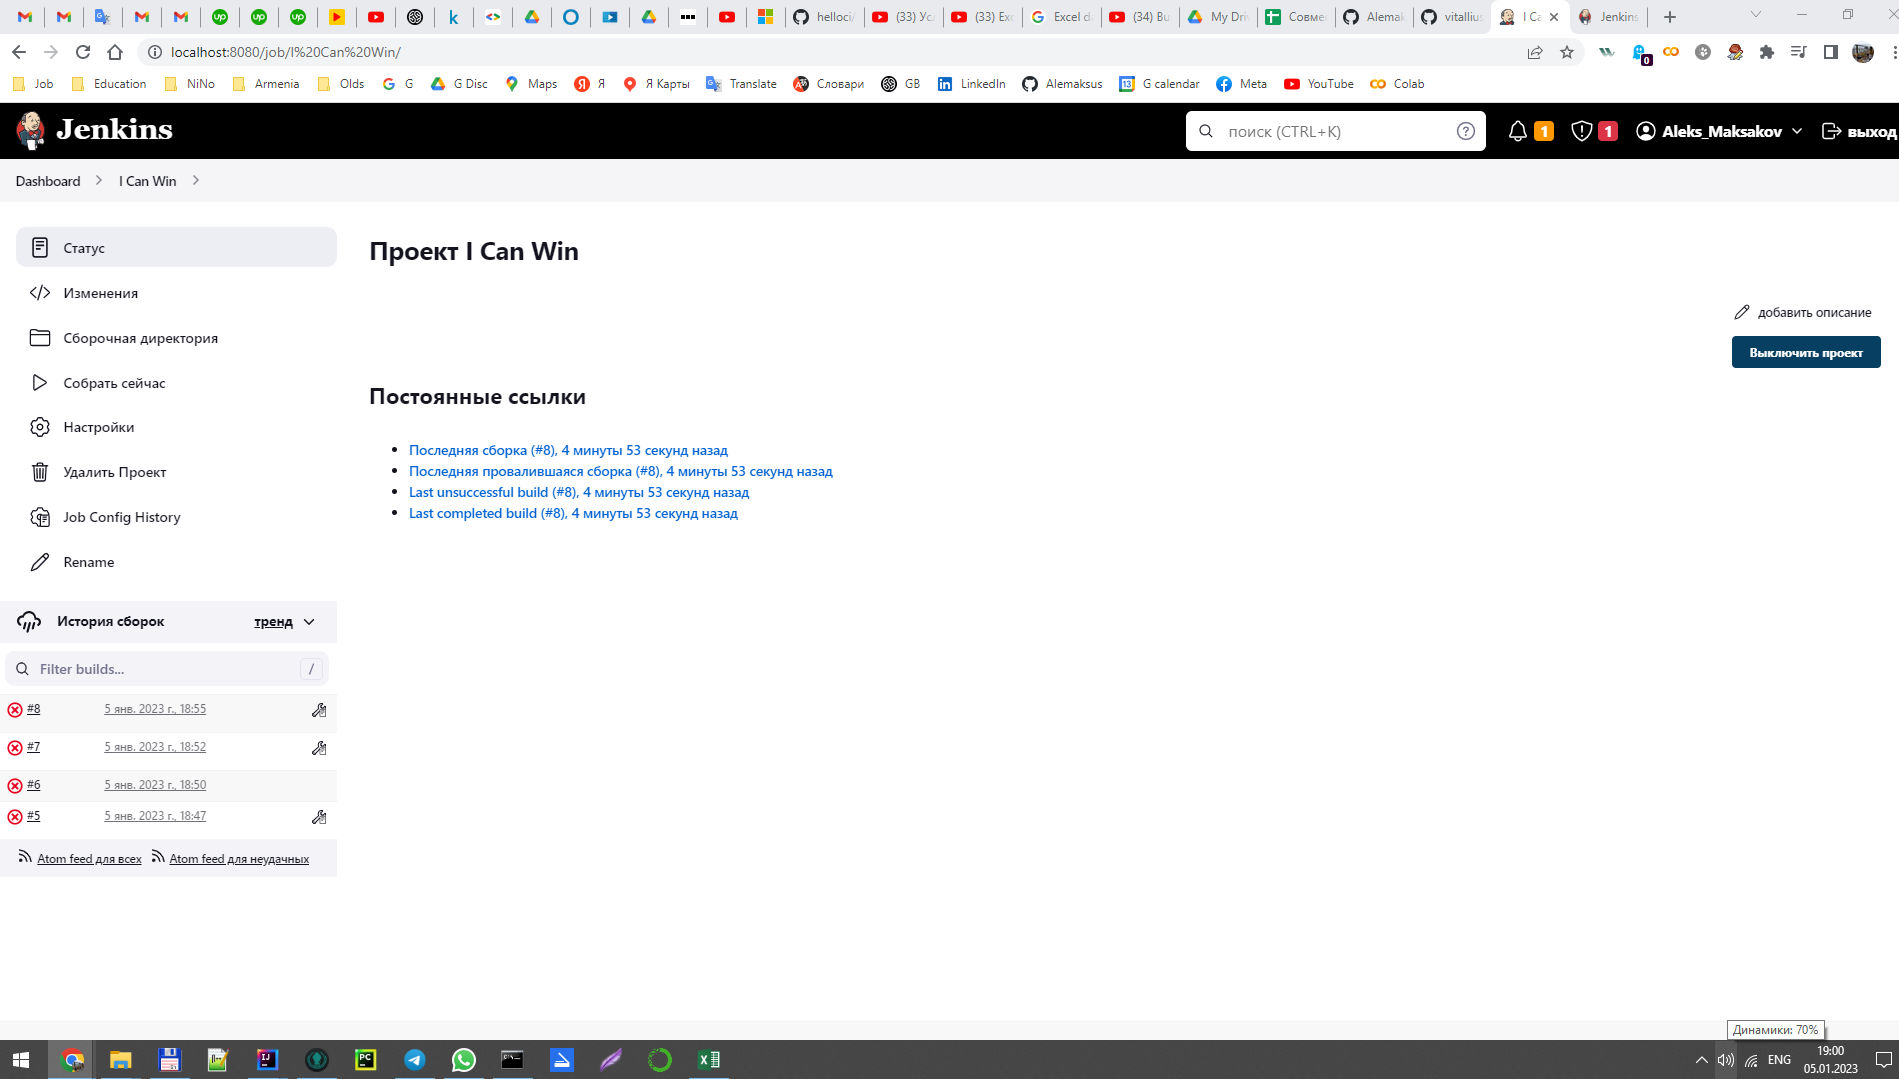 helloci/
(33) Усл
(33) Exc
Excel da
(34) Bus
My Driv
Совмес
Alemak
vitallius
I Ca
Jenkins
localhost:8080/job/I%20Can%20Win/
0
Job
Education
NiNo
Armenia
Olds
G
G Disc
Maps
Я
Я Карты
Translate
Словари
GB
LinkedIn
Alemaksus
G calendar
Meta
YouTube
Colab
Jenkins
поиск (CTRL+K)
1
1
Aleks_Maksakov
выход
Dashboard
I Can Win
Статус
Изменения
Сборочная директория
Собрать сейчас
Настройки
Удалить Проект
Job Config History
Rename
Проект I Can Win
добавить описание
Выключить проект
Постоянные ссылки
Последняя сборка (#8), 4 минуты 53 секунд назад
Последняя провалившаяся сборка (#8), 4 минуты 53 секунд назад
Last unsuccessful build (#8), 4 минуты 53 секунд назад
Last completed build (#8), 4 минуты 53 секунд назад
История сборок
тренд
Filter builds...
/
#8
5 янв. 2023 г., 18:55
#7
5 янв. 2023 г., 18:52
#6
5 янв. 2023 г., 18:50
#5
5 янв. 2023 г., 18:47
Atom feed для всех
Atom feed для неудачных
Динамики: 70%
ENG
19:00
05.01.2023